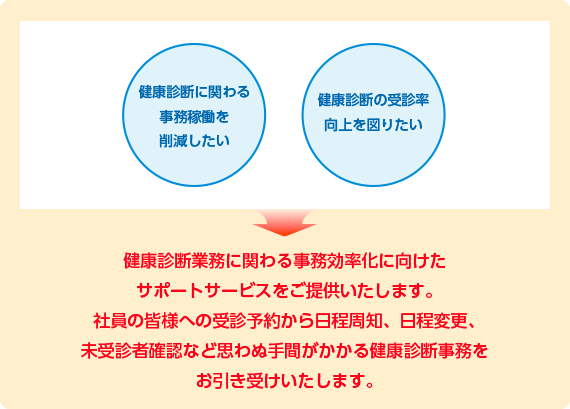 健康診断に関わる
事務稼働を
削減したい
健康診断の受診率
向上を図りたい
健康診断業務に関わる事務効率化に向けた
サポートサービスをご提供いたします。
社員の皆様への受診予約から日程周知、日程変更、
未受診者確認など思わぬ手間がかかる健康診断事務を
お引き受けいたします。